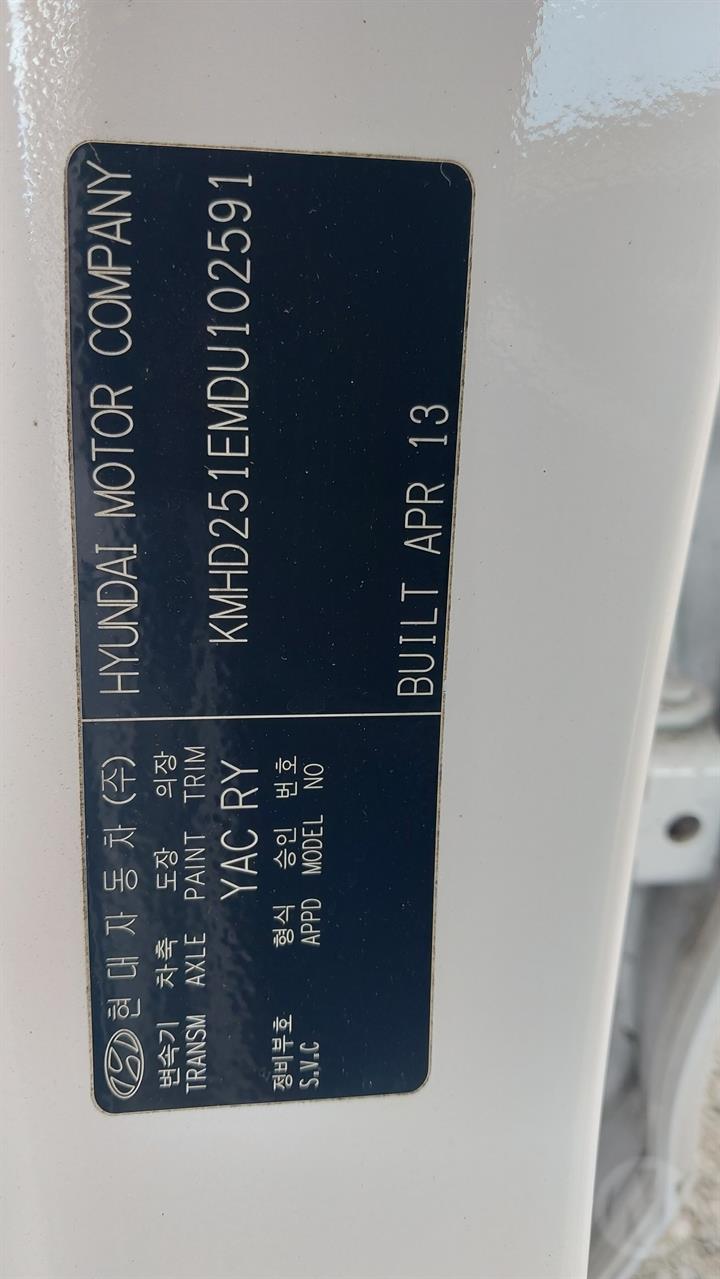 현대자동차(주)
변속기 차축 도장 의장
TRANSM AXLE PAINT TRIM
YAC RY
정비부호 형식 승인 번호
S.V.C APPD MODEL NO
HYUNDAI MOTOR COMPANY
KMHD251EMDU102591
BUILT APR 13